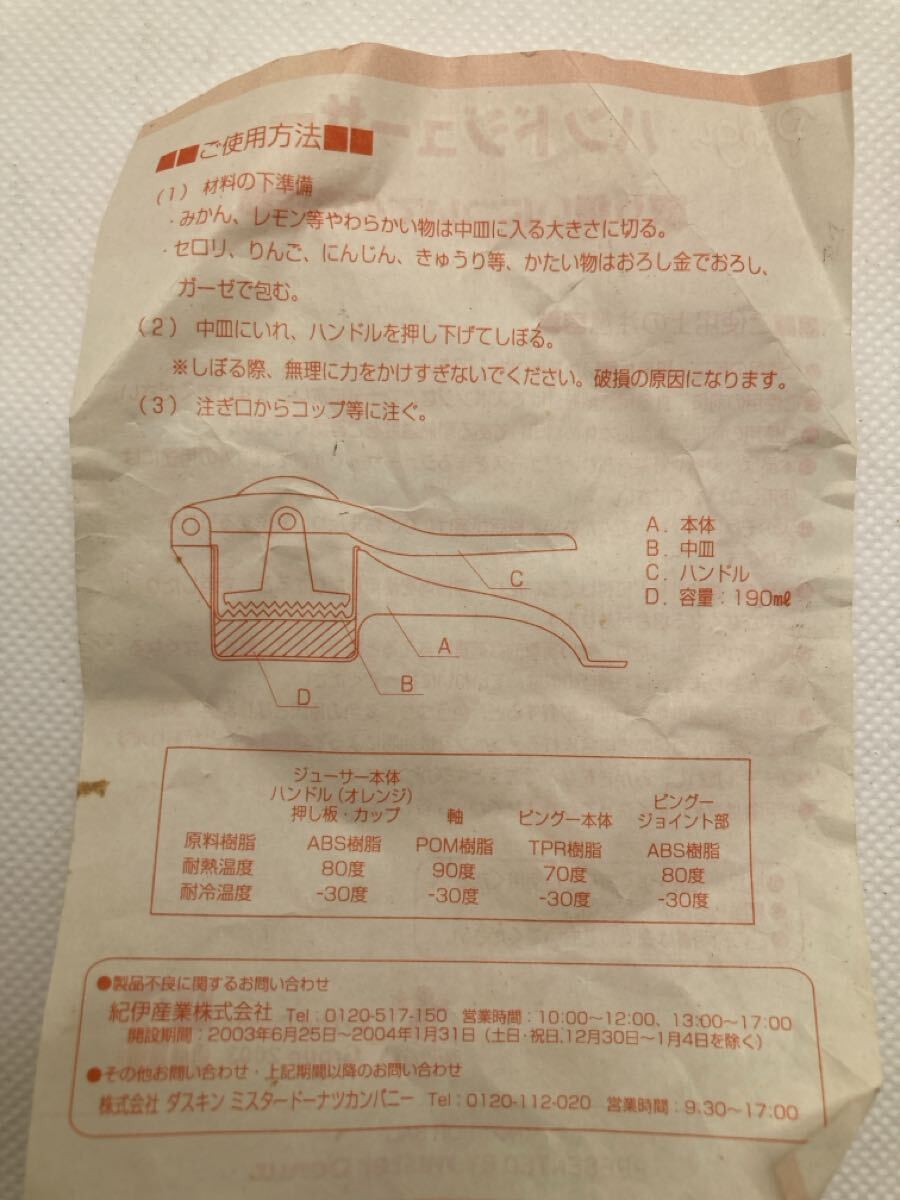 ■■ご使用方法■■
(1) 材料の下準備
・みかん、レモン等やわらかい物は中皿に入る大きさに切る。
・セロリ、りんご、にんじん、きゅうり等、かたい物はおろし金でおろし、
ガーゼで包む。
(2) 中皿にいれ、ハンドルを押し下げてしぼる。
※しぼる際、無理に力をかけすぎないでください。破損の原因になります。
(3) 注ぎ口からコップ等に注ぐ。
A. 本体
B. 中皿
C. ハンドル
D. 容量:190mℓ
C
A
B
D
ジューサー本体
ハンドル(オレンジ)
押し板・カップ 軸 ピングー本体 ピングー
ジョイント部
原料樹脂 ABS樹脂 POM樹脂 TPR樹脂 ABS樹脂
耐熱温度 80度 90度 70度 80度
耐冷温度 -30度 -30度 -30度 -30度
●製品不良に関するお問い合わせ
紀伊産業株式会社 Tel:0120-517-150 営業時間:10:00〜12:00、13:00〜17:00
開設期間:2003年6月25日〜2004年1月31日(土日・祝日、12月30日〜1月4日を除く)
●その他お問い合わせ・上記期間以降のお問い合わせ
株式会社 ダスキン ミスタードーナツカンパニー Tel:0120-112-020 営業時間:9:30〜17:00